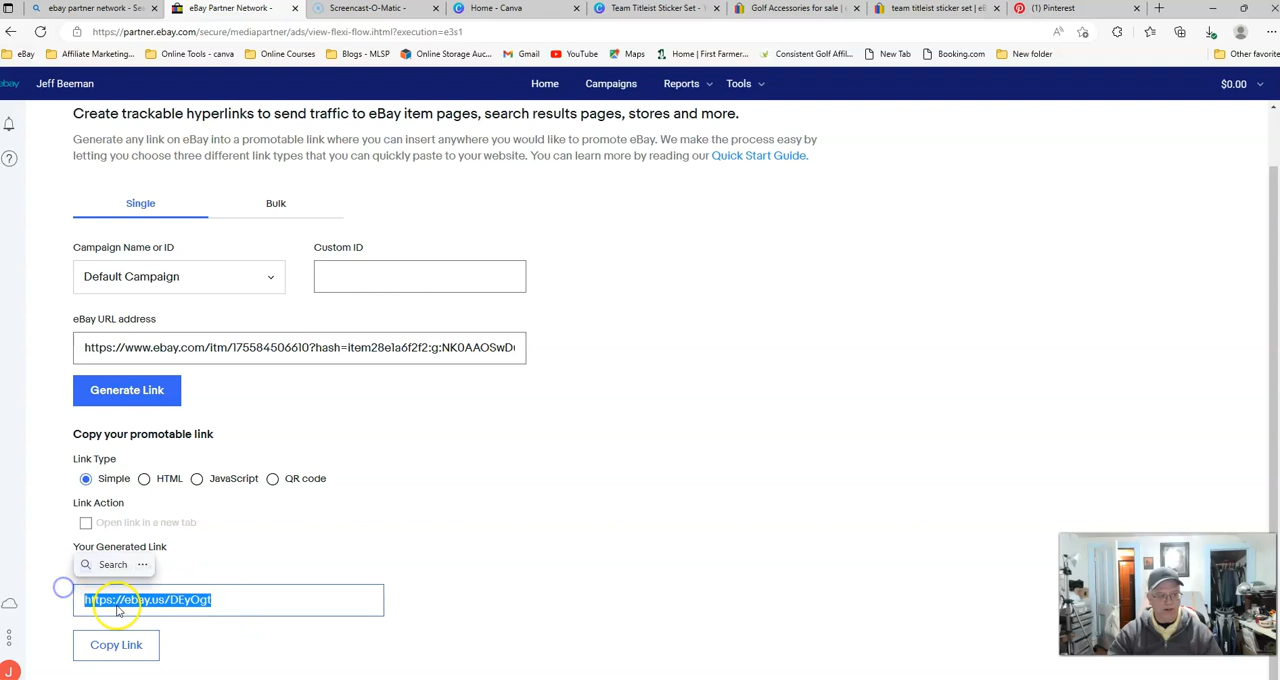 ebay partner network - Se
eBay Partner Network -
Screencast-O-Matic -
Home - Canva
Team Titleist Sticker Set -
Golf Accessories for sale |
team titleist sticker set | e
(1) Pinterest
https://partner.ebay.com/secure/mediapartner/ads/view-flexi-flow.ihtml?execution=e3s1
eBay
Affiliate Marketing...
Online Tools - canva
Online Courses
Blogs - MLSP
Online Storage Auc...
Gmail
YouTube
Maps
Home | First Farmer...
Consistent Golf Affil...
New Tab
Booking.com
New folder
Other favorite
ebay Jeff Beeman Home Campaigns Reports Tools $0.00
Create trackable hyperlinks to send traffic to eBay item pages, search results pages, stores and more.
Generate any link on eBay into a promotable link where you can insert anywhere you would like to promote eBay. We make the process easy by
letting you choose three different link types that you can quickly paste to your website. You can learn more by reading our Quick Start Guide.
Single Bulk
Campaign Name or ID Custom ID
Default Campaign
eBay URL address
https://www.ebay.com/itm/175584506610?hash=item28e1a6f2f2:g:NK0AAOSwD
Generate Link
Copy your promotable link
Link Type
Simple HTML JavaScript QR code
Link Action
Open link in a new tab
Your Generated Link
Search ...
https://ebay.us/DEyOgt
Copy Link
J